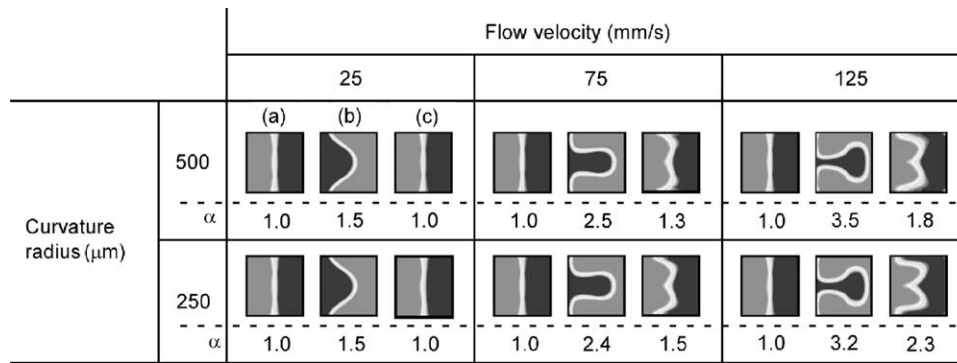 Flow velocity (mm/s)
25 75 125
(a) (b) (c)
500
α 1.0 1.5 1.0 1.0 2.5 1.3 1.0 3.5 1.8
Curvature
radius (μm)
250
α 1.0 1.5 1.0 1.0 2.4 1.5 1.0 3.2 2.3